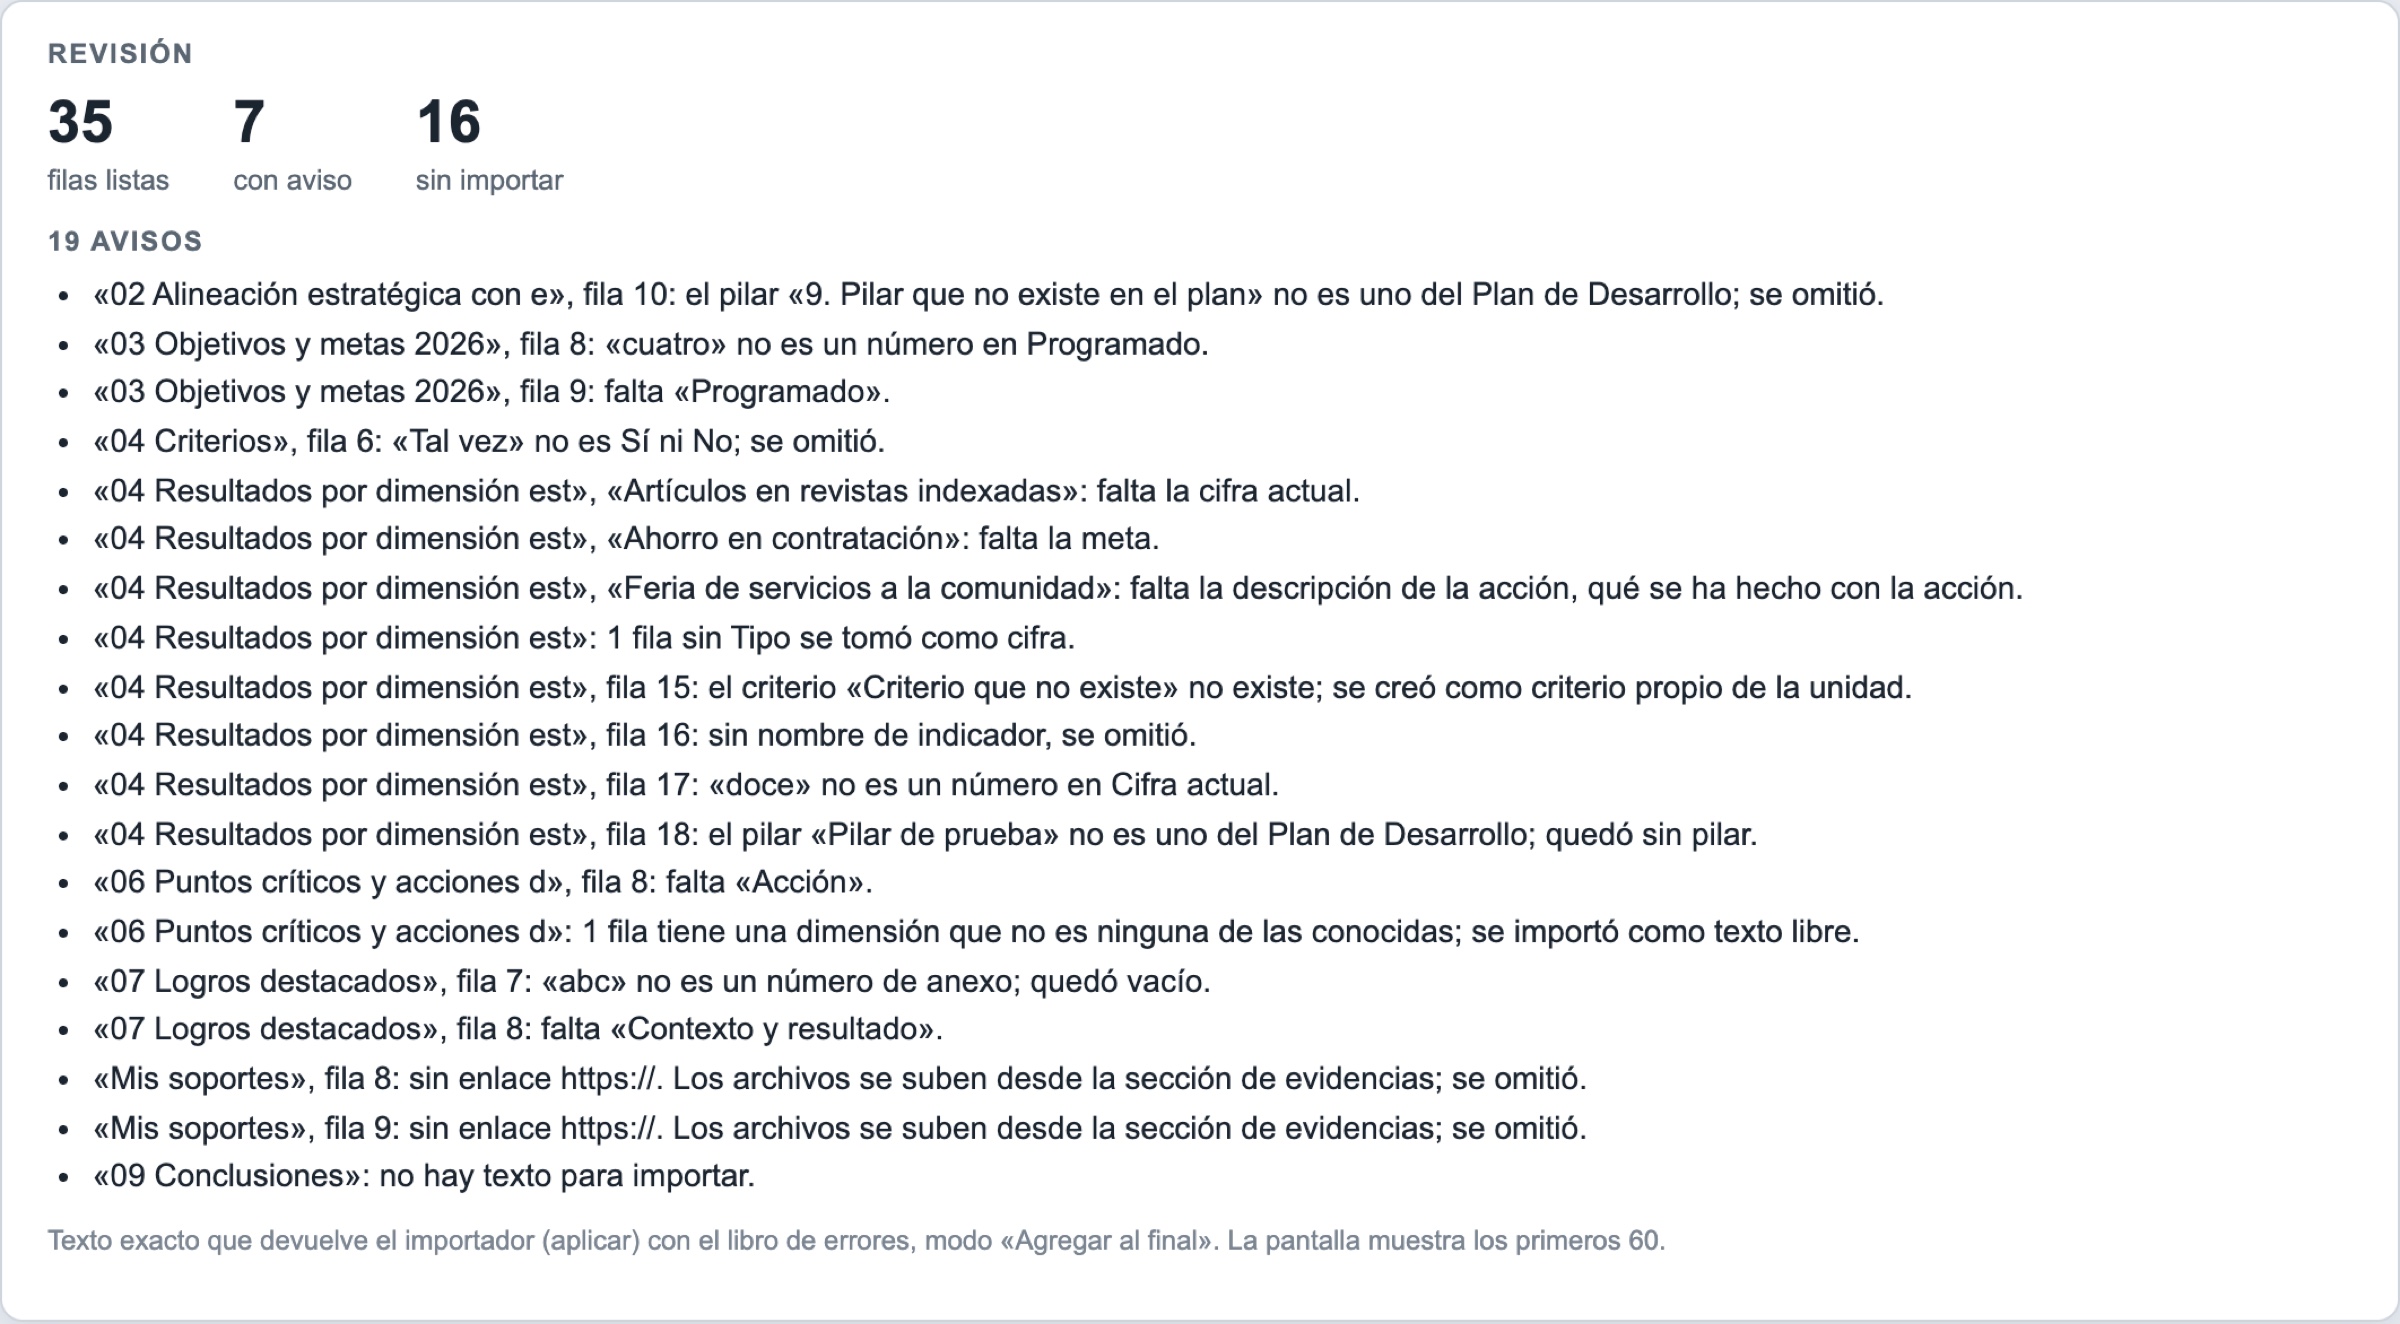 REVISIÓN
35 7 16
filas listas con aviso sin importar
19 AVISOS
• «02 Alineación estratégica con e», fila 10: el pilar «9. Pilar que no existe en el plan» no es uno del Plan de Desarrollo; se omitió.
• «03 Objetivos y metas 2026», fila 8: «cuatro» no es un número en Programado.
• «03 Objetivos y metas 2026», fila 9: falta «Programado».
• «04 Criterios», fila 6: «Tal vez» no es Sí ni No; se omitió.
• «04 Resultados por dimensión est», «Artículos en revistas indexadas»: falta la cifra actual.
• «04 Resultados por dimensión est», «Ahorro en contratación»: falta la meta.
• «04 Resultados por dimensión est», «Feria de servicios a la comunidad»: falta la descripción de la acción, qué se ha hecho con la acción.
• «04 Resultados por dimensión est»: 1 fila sin Tipo se tomó como cifra.
• «04 Resultados por dimensión est», fila 15: el criterio «Criterio que no existe» no existe; se creó como criterio propio de la unidad.
• «04 Resultados por dimensión est», fila 16: sin nombre de indicador, se omitió.
• «04 Resultados por dimensión est», fila 17: «doce» no es un número en Cifra actual.
• «04 Resultados por dimensión est», fila 18: el pilar «Pilar de prueba» no es uno del Plan de Desarrollo; quedó sin pilar.
• «06 Puntos críticos y acciones d», fila 8: falta «Acción».
• «06 Puntos críticos y acciones d»: 1 fila tiene una dimensión que no es ninguna de las conocidas; se importó como texto libre.
• «07 Logros destacados», fila 7: «abc» no es un número de anexo; quedó vacío.
• «07 Logros destacados», fila 8: falta «Contexto y resultado».
• «Mis soportes», fila 8: sin enlace https://. Los archivos se suben desde la sección de evidencias; se omitió.
• «Mis soportes», fila 9: sin enlace https://. Los archivos se suben desde la sección de evidencias; se omitió.
• «09 Conclusiones»: no hay texto para importar.
Texto exacto que devuelve el importador (aplicar) con el libro de errores, modo «Agregar al final». La pantalla muestra los primeros 60.